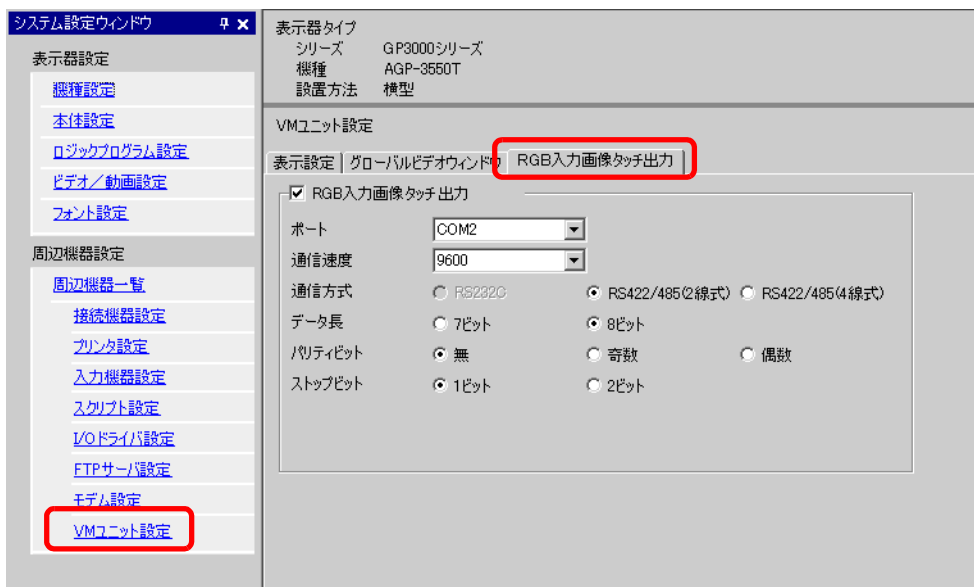 システム設定ウィンドウ
表示器設定
機種設定
本体設定
ロジックプログラム設定
ビデオ／動画設定
フォント設定
周辺機器設定
周辺機器一覧
接続機器設定
プリンタ設定
入力機器設定
スクリプト設定
I/Oドライバ設定
FTPサーバ設定
モデム設定
VMユニット設定
表示器タイプ
シリーズ GP3000シリーズ
機種 AGP-3550T
設置方法 横型
VMユニット設定
表示設定 グローバルビデオウィンドウ RGB入力画像タッチ出力
RGB入力画像タッチ出力
ポート COM2
通信速度 9600
通信方式 RS232C RS422/485(2線式) RS422/485(4線式)
データ長 7ビット 8ビット
パリティビット 無 奇数 偶数
ストップビット 1ビット 2ビット